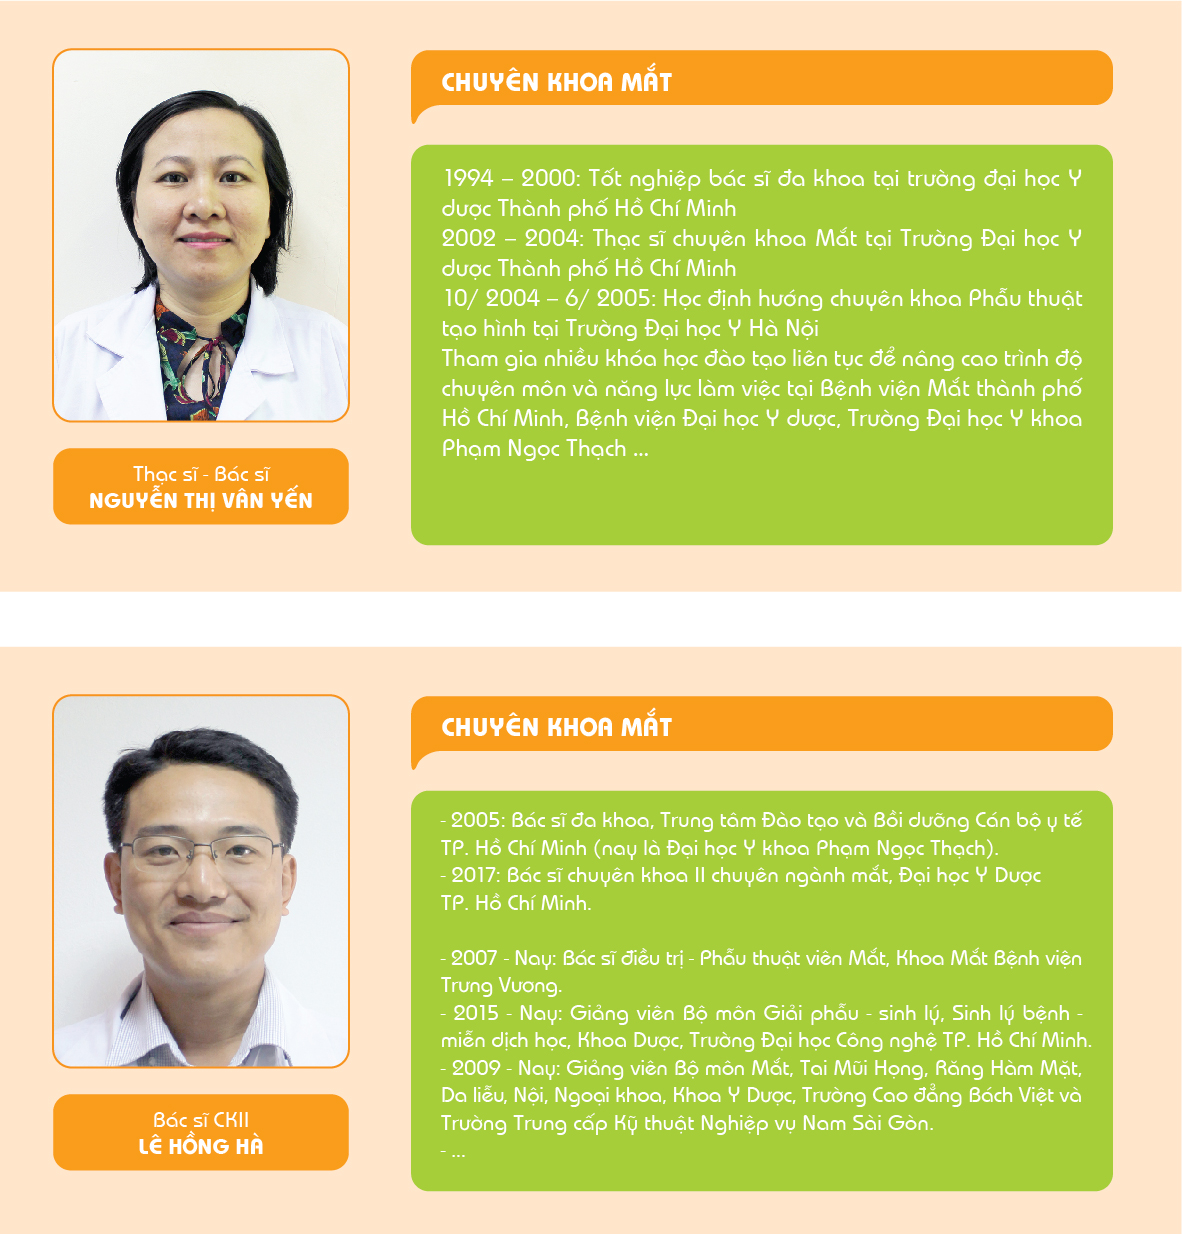 CHUYÊN KHOA MẮT
1994 – 2000: Tốt nghiệp bác sĩ đa khoa tại trường đại học Y
dược Thành phố Hồ Chí Minh
2002 – 2004: Thạc sĩ chuyên khoa Mắt tại Trường Đại học Y
dược Thành phố Hồ Chí Minh
10/ 2004 – 6/ 2005: Học định hướng chuyên khoa Phẫu thuật
tạo hình tại Trường Đại học Y Hà Nội
Tham gia nhiều khóa học đào tạo liên tục để nâng cao trình độ
chuyên môn và năng lực làm việc tại Bệnh viện Mắt thành phố
Hồ Chí Minh, Bệnh viện Đại học Y dược, Trường Đại học Y khoa
Phạm Ngọc Thạch ...
Thạc sĩ - Bác sĩ
NGUYỄN THỊ VÂN YẾN
CHUYÊN KHOA MẮT
- 2005: Bác sĩ đa khoa, Trung tâm Đào tạo và Bồi dưỡng Cán bộ y tế
TP. Hồ Chí Minh (nay là Đại học Y khoa Phạm Ngọc Thạch).
- 2017: Bác sĩ chuyên khoa II chuyên ngành mắt, Đại học Y Dược
TP. Hồ Chí Minh.
- 2007 - Nay: Bác sĩ điều trị - Phẫu thuật viên Mắt, Khoa Mắt Bệnh viện
Trưng Vương.
- 2015 - Nay: Giảng viên Bộ môn Giải phẫu - sinh lý, Sinh lý bệnh -
miễn dịch học, Khoa Dược, Trường Đại học Công nghệ TP. Hồ Chí Minh.
- 2009 - Nay: Giảng viên Bộ môn Mắt, Tai Mũi Họng, Răng Hàm Mặt,
Da liễu, Nội, Ngoại khoa, Khoa Y Dược, Trường Cao đẳng Bách Việt và
Trường Trung cấp Kỹ thuật Nghiệp vụ Nam Sài Gòn.
- ...
Bác sĩ CKII
LÊ HỒNG HÀ